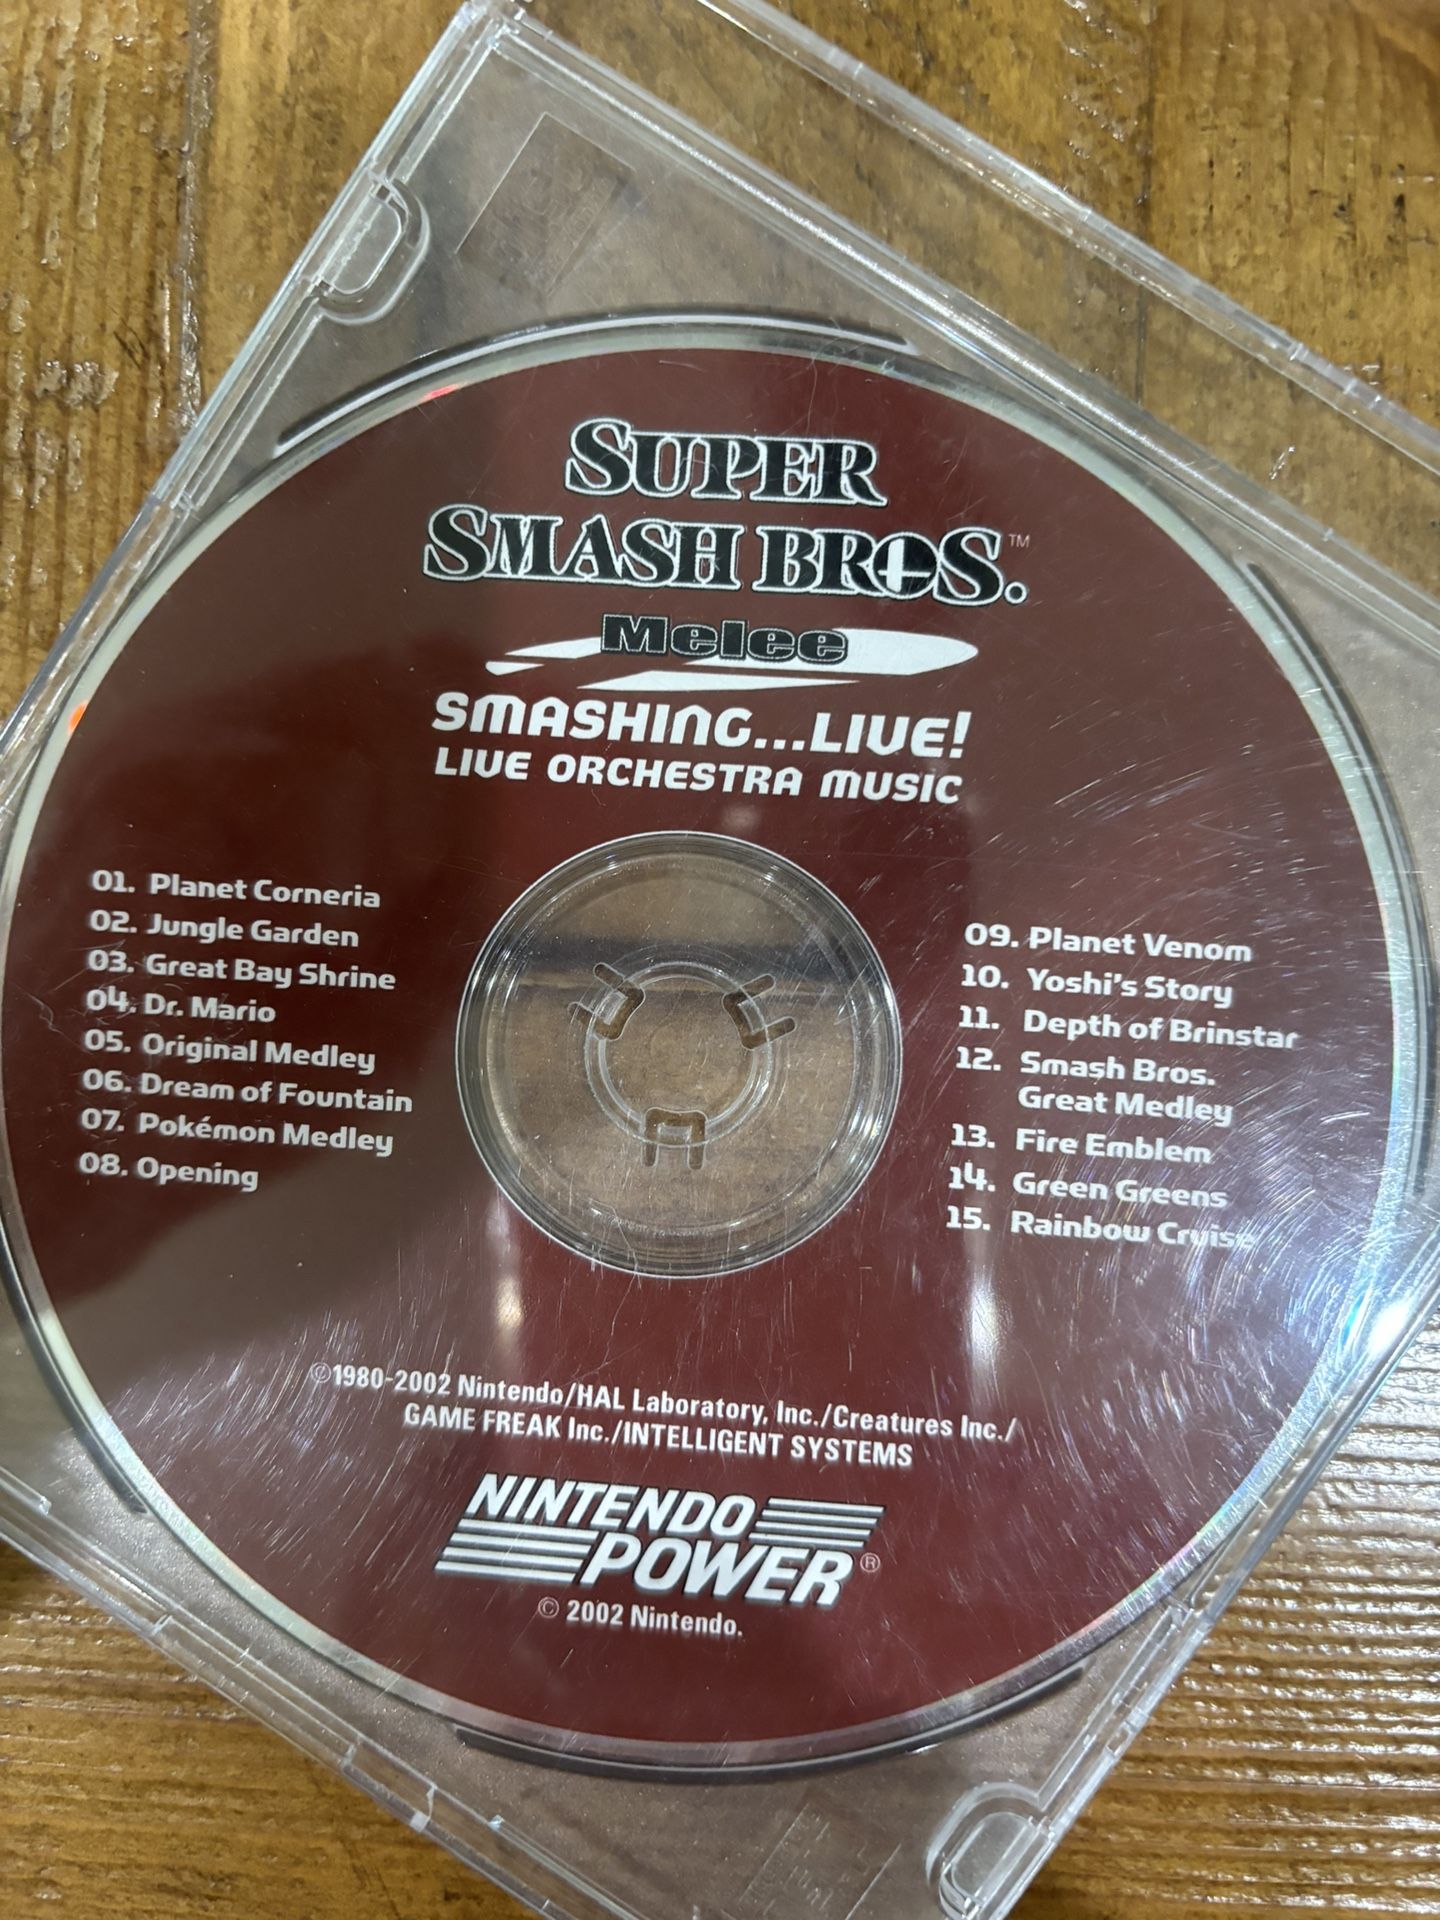 SUPER
SMASH BROS.™
Melee
SMASHING...LIVE!
LIVE ORCHESTRA MUSIC
01. Planet Corneria
02. Jungle Garden
03. Great Bay Shrine
04. Dr. Mario
05. Original Medley
06. Dream of Fountain
07. Pokémon Medley
08. Opening
09. Planet Venom
10. Yoshi's Story
11. Depth of Brinstar
12. Smash Bros.
Great Medley
13. Fire Emblem
14. Green Greens
15. Rainbow Cruise
©1980-2002 Nintendo/HAL Laboratory, Inc./Creatures Inc./
GAME FREAK Inc./INTELLIGENT SYSTEMS
NINTENDO
POWER®
© 2002 Nintendo.